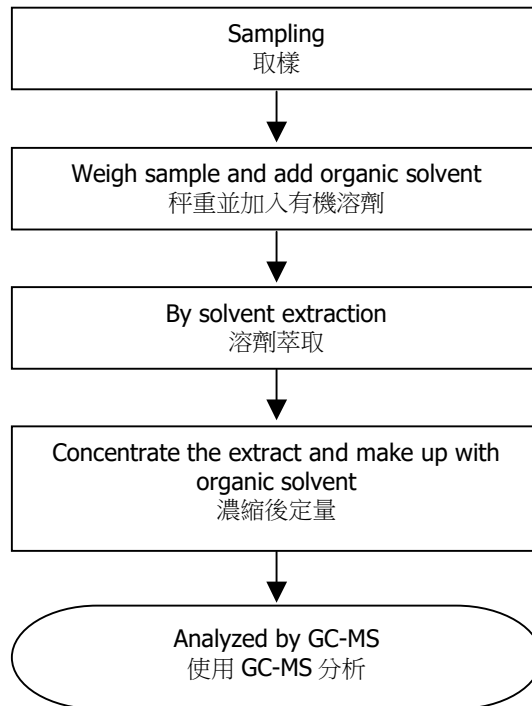 Sampling
取樣
Weigh sample and add organic solvent
秤重並加入有機溶劑
By solvent extraction
溶劑萃取
Concentrate the extract and make up with
organic solvent
濃縮後定量
Analyzed by GC-MS
使用 GC-MS 分析